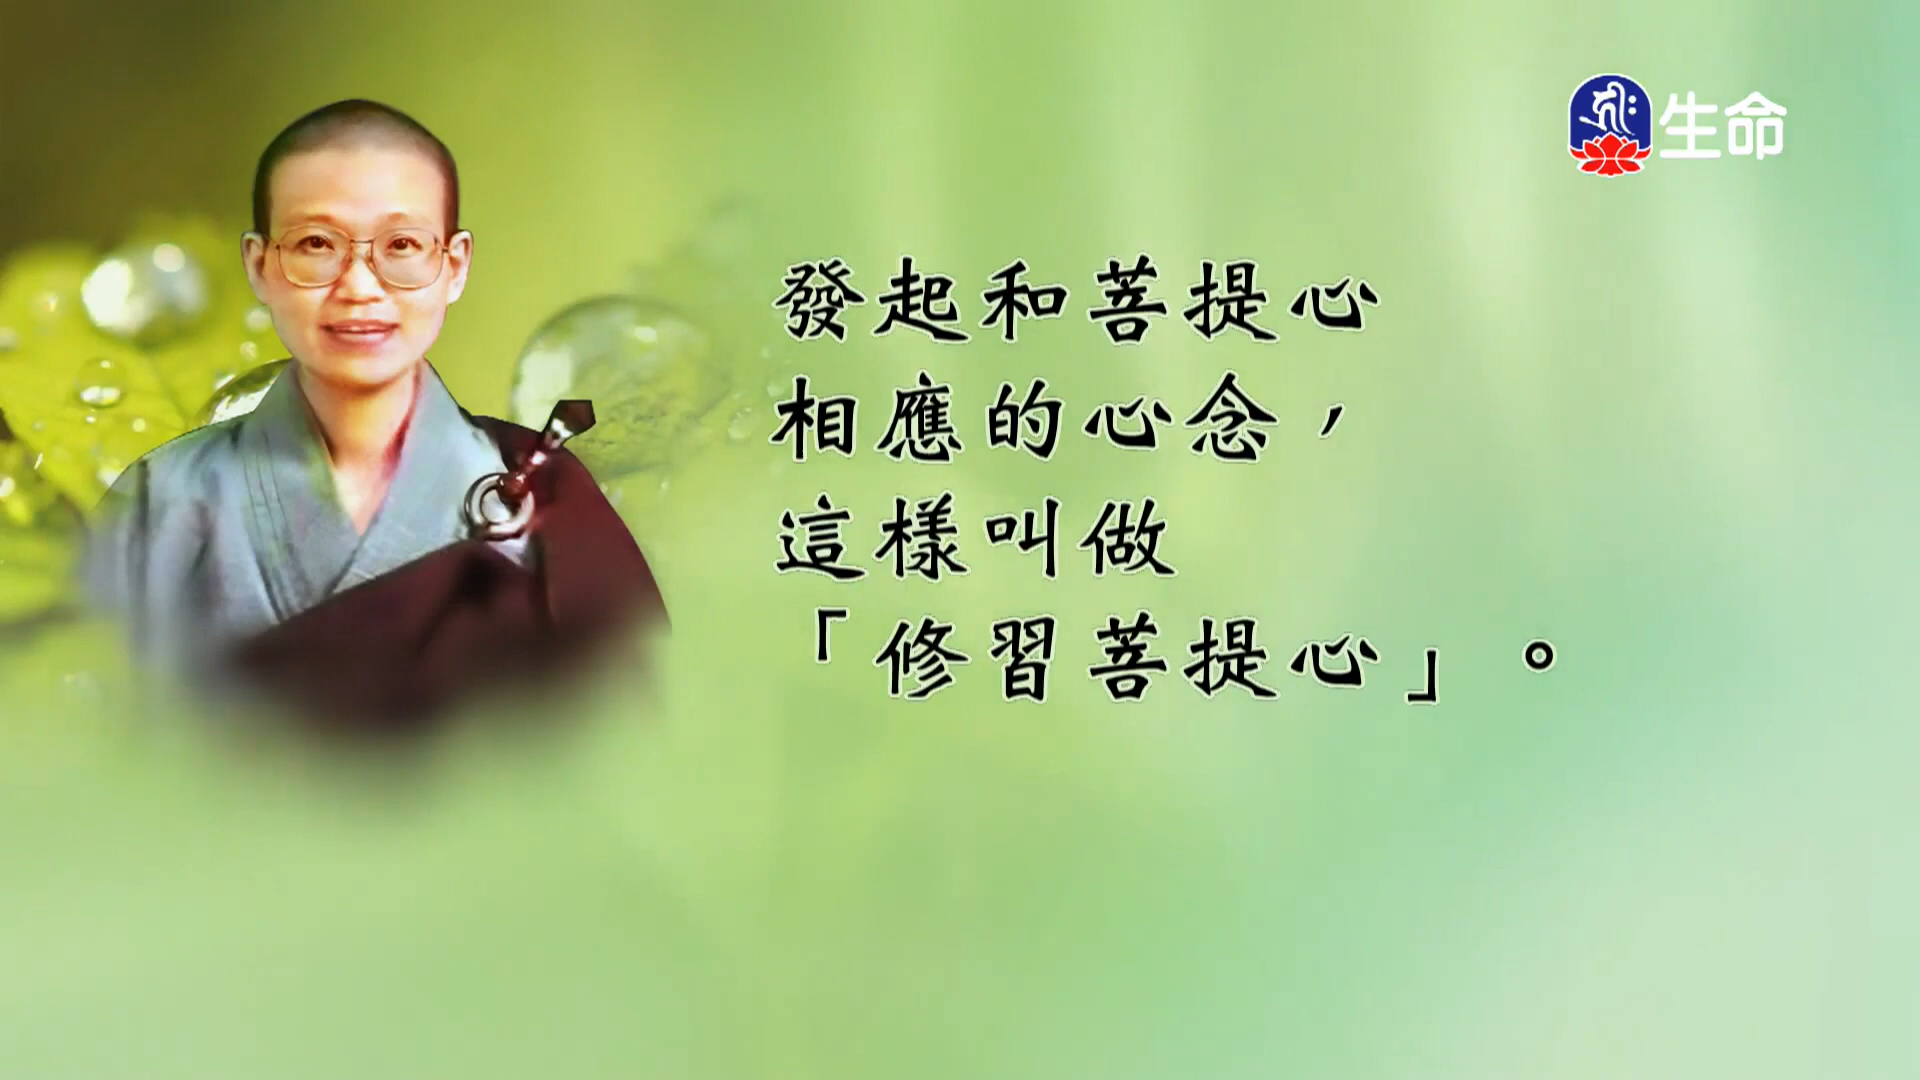 生命
發起和菩提心
相應的心念，
這樣叫做
「修習菩提心」。